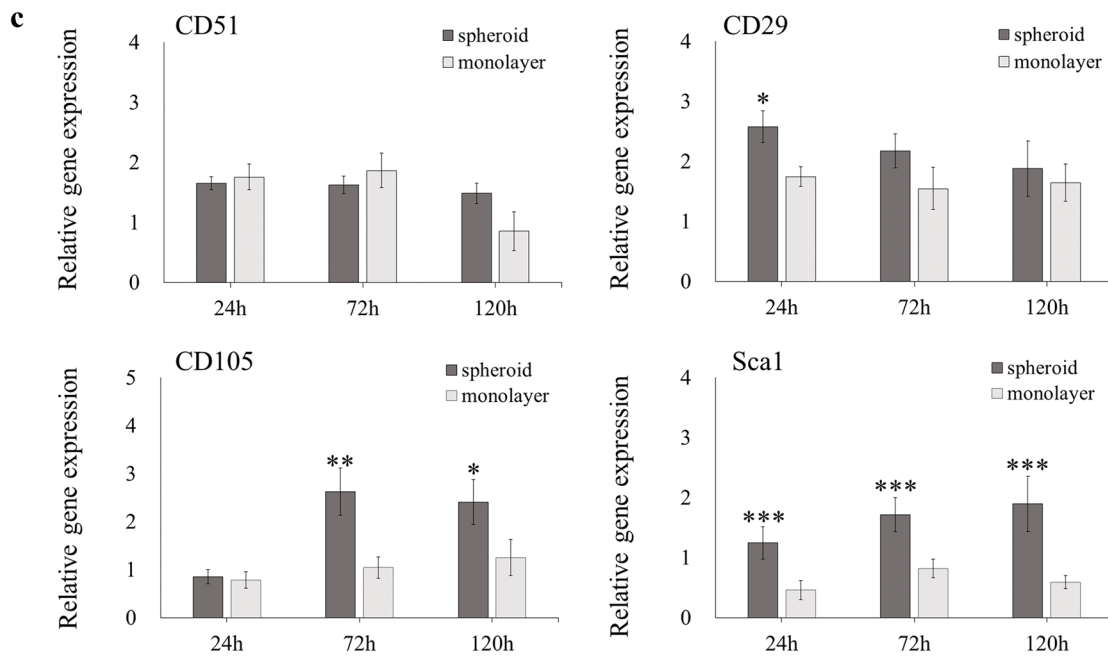 c
CD51
spheroid
monolayer
Relative gene expression
4
3
2
1
0
24h 72h 120h
CD29
spheroid
monolayer
Relative gene expression
4
3
2
1
0
*
24h 72h 120h
CD105
spheroid
monolayer
Relative gene expression
5
4
3
2
1
0
** *
24h 72h 120h
Sca1
spheroid
monolayer
Relative gene expression
4
3
2
1
0
*** *** ***
24h 72h 120h